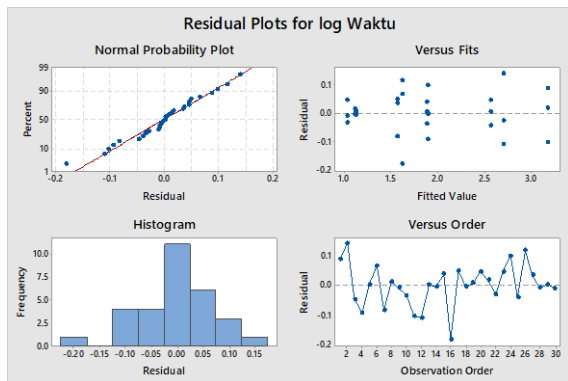 Residual Plots for log Waktu
Normal Probability Plot
99
90
50
10
1
Percent
-0.2 -0.1 0.0 0.1 0.2
Residual
Versus Fits
0.1
0.0
-0.1
-0.2
Residual
1.0 1.5 2.0 2.5 3.0
Fitted Value
Histogram
10.0
7.5
5.0
2.5
0.0
Frequency
-0.20 -0.15 -0.10 -0.05 0.00 0.05 0.10 0.15
Residual
Versus Order
0.1
0.0
-0.1
-0.2
Residual
2 4 6 8 10 12 14 16 18 20 22 24 26 28 30
Observation Order